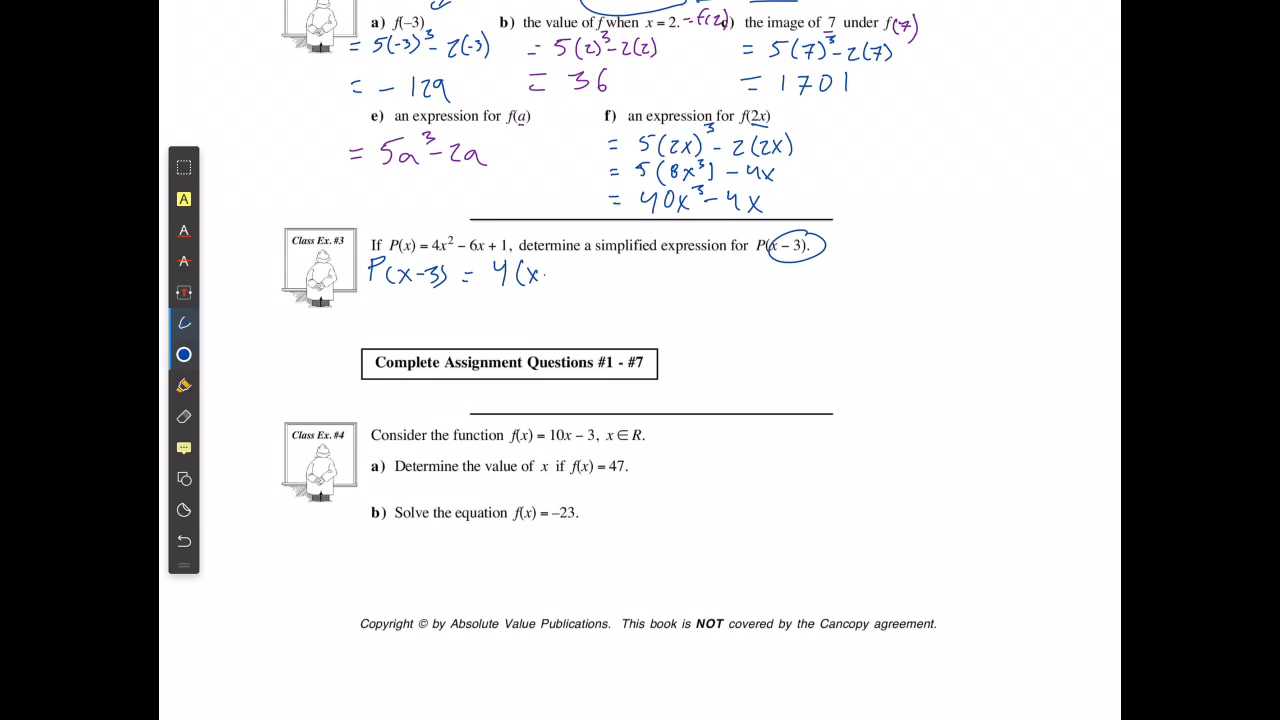 a) f(–3) b) the value of f when x = 2. = f(2) d) the image of 7 under f(7)
= 5(-3)³ - 2(-3) = 5(2)³ - 2(2) = 5(7)³ - 2(7)
= - 129 = 36 = 1701
e) an expression for f(a) f) an expression for f(2x)
= 5a³ - 2a = 5(2x)³ - 2(2x)
= 5(8x³) - 4x
= 40x³ - 4x
Class Ex. #3 If P(x) = 4x² – 6x + 1, determine a simplified expression for P(x – 3).
P(x-3) = 4(x
Complete Assignment Questions #1 - #7
Class Ex. #4 Consider the function f(x) = 10x – 3, x ∈ R.
a) Determine the value of x if f(x) = 47.
b) Solve the equation f(x) = –23.
Copyright © by Absolute Value Publications. This book is NOT covered by the Cancopy agreement.
A
A
A
T